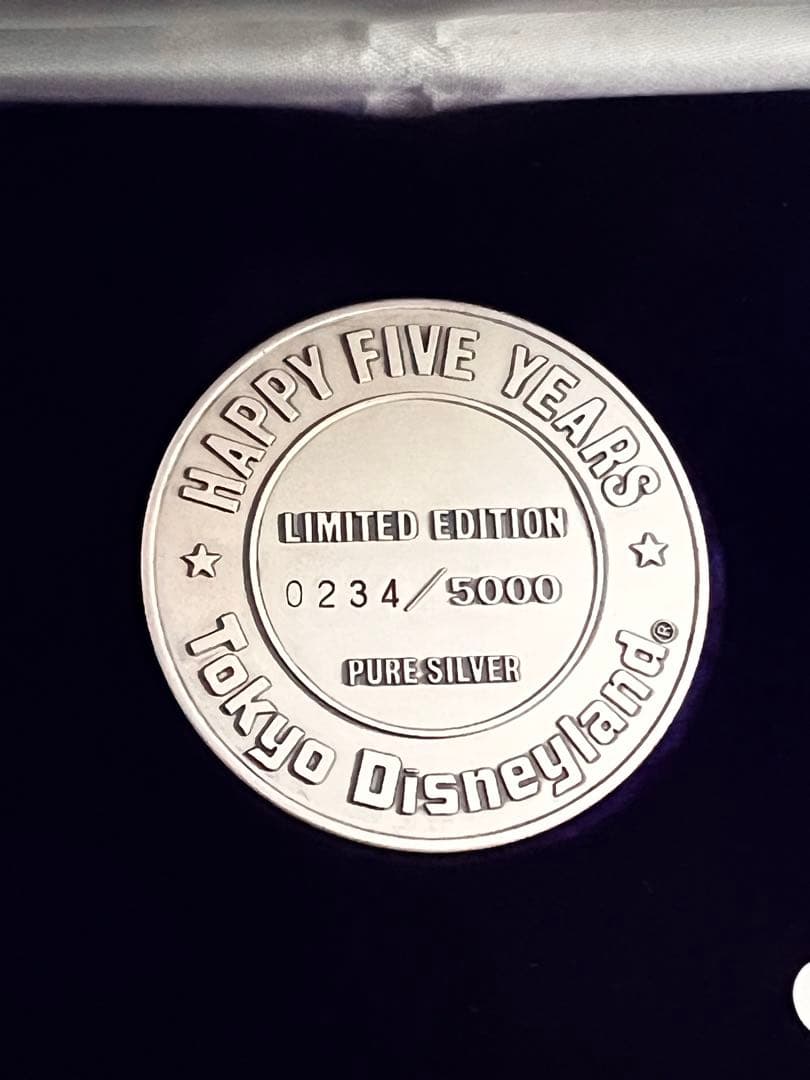 HAPPY FIVE YEARS
LIMITED EDITION
0234/5000
PURE SILVER
Tokyo Disneyland®